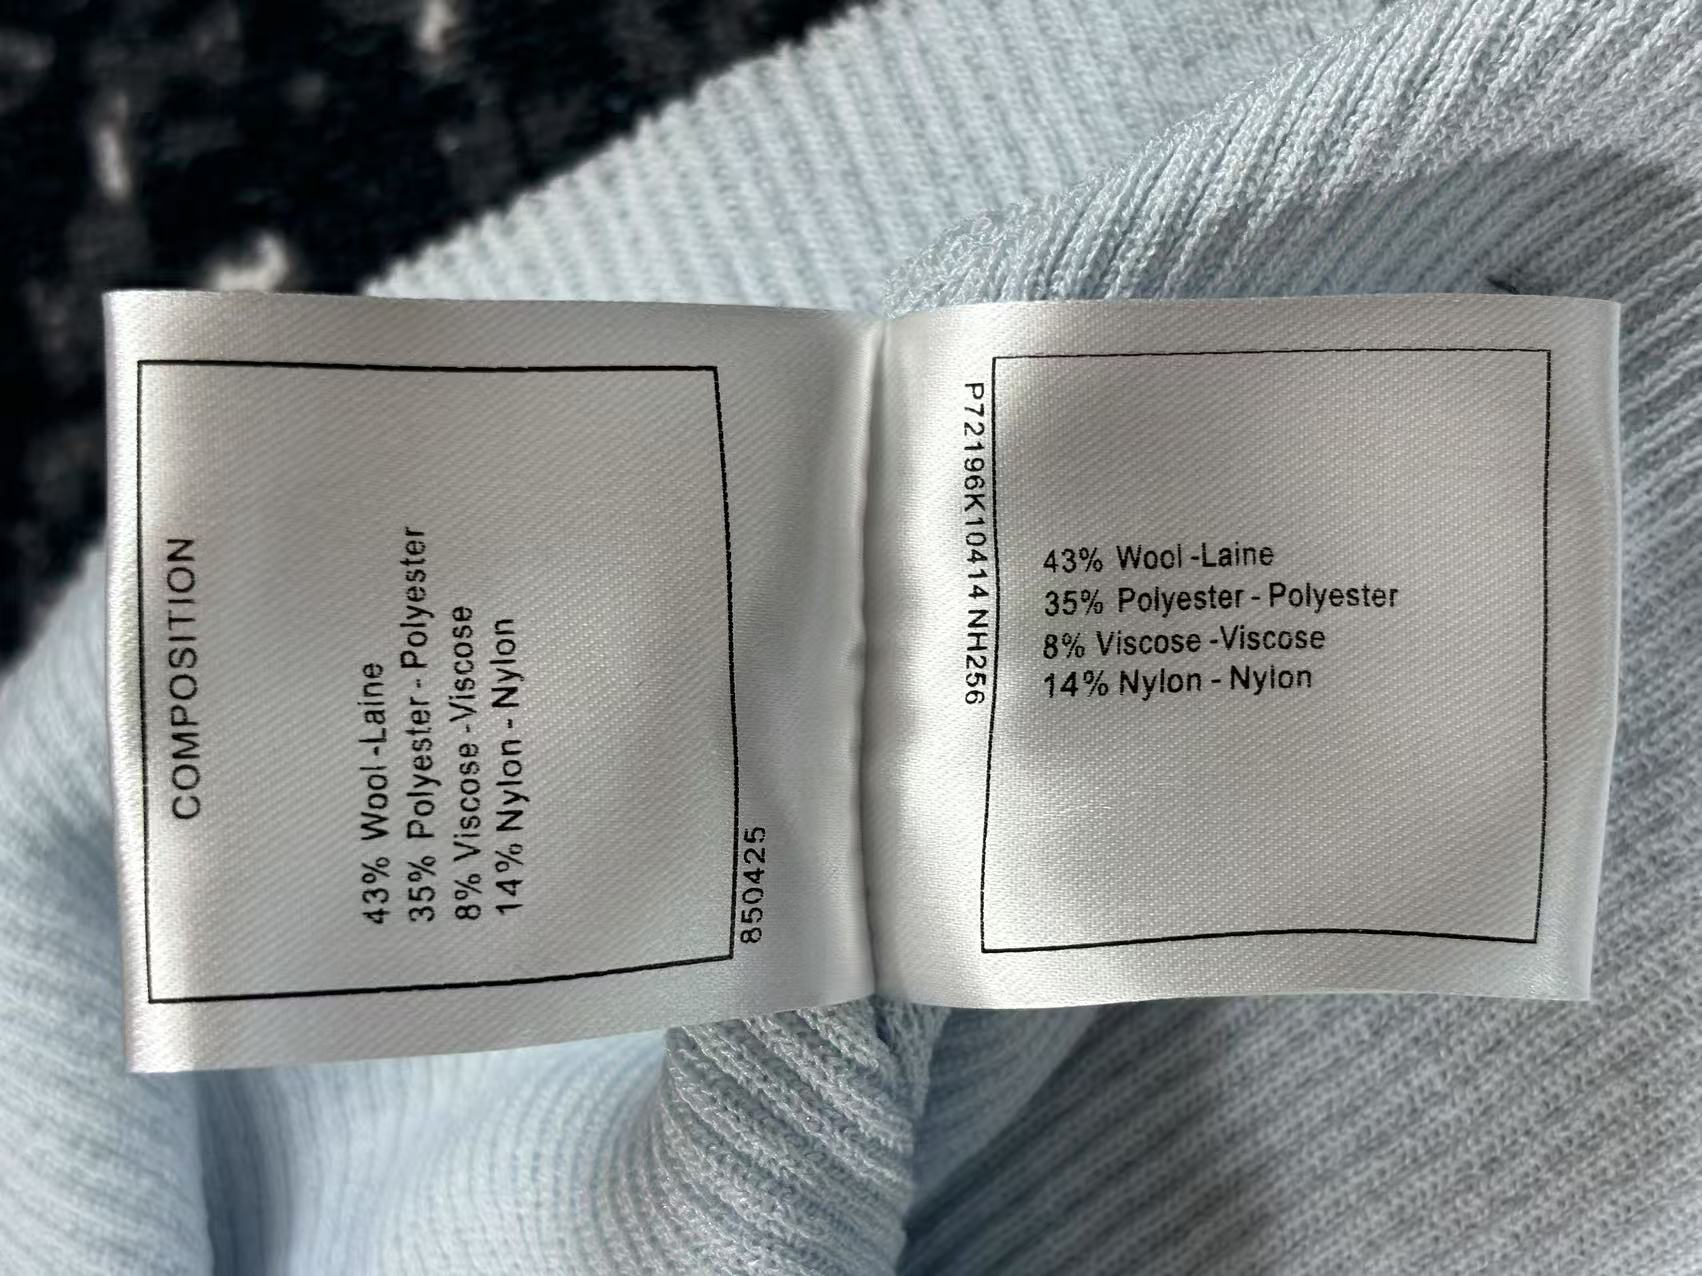 COMPOSITION
43% Wool -Laine
35% Polyester - Polyester
8% Viscose -Viscose
14% Nylon - Nylon
850425
P72196K10414 NH256
43% Wool -Laine
35% Polyester - Polyester
8% Viscose -Viscose
14% Nylon - Nylon